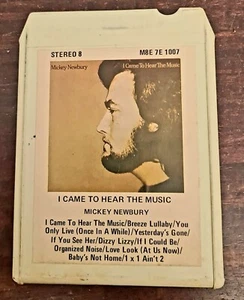 STEREO 8 M8E 7E 1007
Mickey Newbury I Came To Hear The Music
I CAME TO HEAR THE MUSIC
MICKEY NEWBURY
I Came To Hear The Music/Breeze Lullaby/You
Only Live (Once In A While)/Yesterday's Gone/
If You See Her/Dizzy Lizzy/If I Could Be/
Organized Noise/Love Look (At Us Now)/
Baby's Not Home/1 x 1 Ain't 2